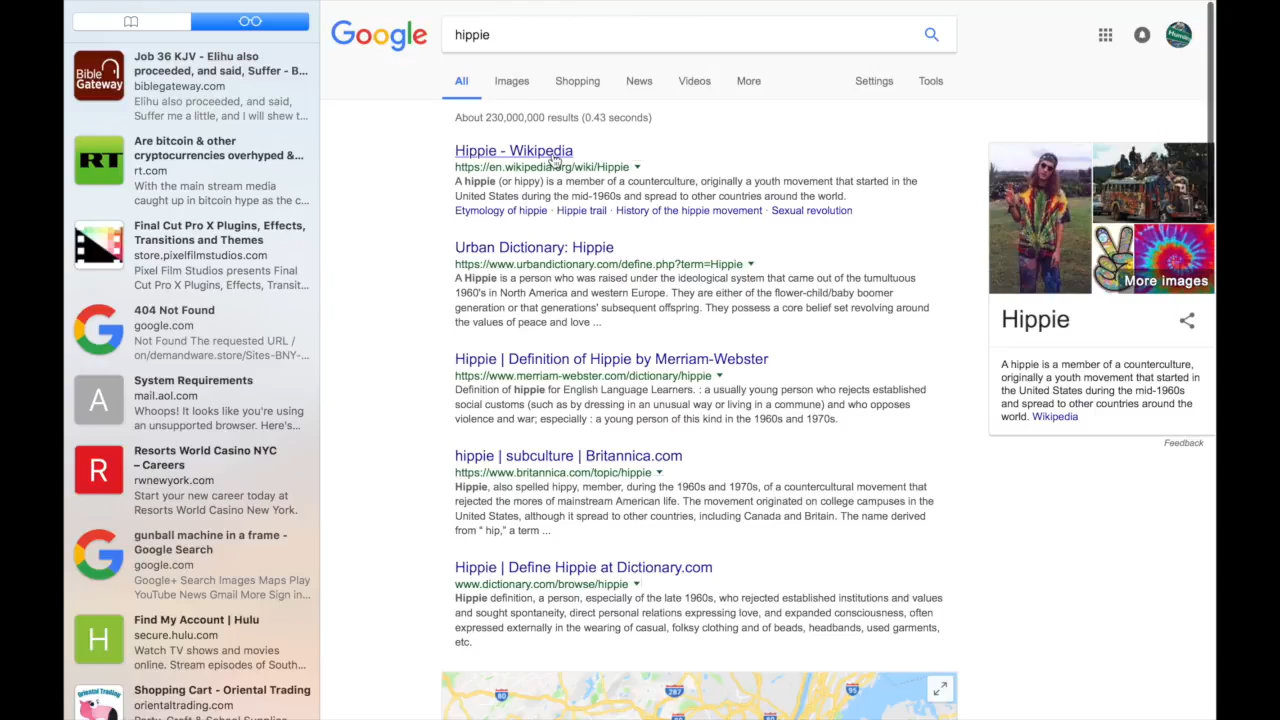 Job 36 KJV - Elihu also
proceeded, and said, Suffer - B...
biblegateway.com
Elihu also proceeded, and said,
Suffer me a little, and I will shew t...
Bible
Gateway
Are bitcoin & other
cryptocurrencies overhyped &...
rt.com
With the main stream media
caught up in bitcoin hype as the c...
RT
Final Cut Pro X Plugins, Effects,
Transitions and Themes
store.pixelfilmstudios.com
Pixel Film Studios presents Final
Cut Pro X Plugins, Effects, Transit...
404 Not Found
google.com
Not Found The requested URL /
on/demandware.store/Sites-BNY-...
G
System Requirements
mail.aol.com
Whoops! It looks like you're using
an unsupported browser. Here's...
A
Resorts World Casino NYC
– Careers
rwnewyork.com
Start your new career today at
Resorts World Casino New York.
R
gunball machine in a frame -
Google Search
google.com
Google+ Search Images Maps Play
YouTube News Gmail More Sign in...
G
Find My Account | Hulu
secure.hulu.com
Watch TV shows and movies
online. Stream episodes of South...
H
Shopping Cart - Oriental Trading
orientaltrading.com
Party, Craft & School Supplies
Oriental Trading
Google
hippie
All Images Shopping News Videos More Settings Tools
About 230,000,000 results (0.43 seconds)
Hippie - Wikipedia
https://en.wikipedia.org/wiki/Hippie
A hippie (or hippy) is a member of a counterculture, originally a youth movement that started in the
United States during the mid-1960s and spread to other countries around the world.
Etymology of hippie · Hippie trail · History of the hippie movement · Sexual revolution
Urban Dictionary: Hippie
https://www.urbandictionary.com/define.php?term=Hippie
A Hippie is a person who was raised under the ideological system that came out of the tumultuous
1960's in North America and western Europe. They are either of the flower-child/baby boomer
generation or that generations' subsequent offspring. They possess a core belief set revolving around
the values of peace and love ...
Hippie | Definition of Hippie by Merriam-Webster
https://www.merriam-webster.com/dictionary/hippie
Definition of hippie for English Language Learners. : a usually young person who rejects established
social customs (such as by dressing in an unusual way or living in a commune) and who opposes
violence and war; especially : a young person of this kind in the 1960s and 1970s.
hippie | subculture | Britannica.com
https://www.britannica.com/topic/hippie
Hippie, also spelled hippy, member, during the 1960s and 1970s, of a countercultural movement that
rejected the mores of mainstream American life. The movement originated on college campuses in the
United States, although it spread to other countries, including Canada and Britain. The name derived
from “ hip,” a term ...
Hippie | Define Hippie at Dictionary.com
www.dictionary.com/browse/hippie
Hippie definition, a person, especially of the late 1960s, who rejected established institutions and values
and sought spontaneity, direct personal relations expressing love, and expanded consciousness, often
expressed externally in the wearing of casual, folksy clothing and of beads, headbands, used garments,
etc.
80 287 95
More images
Hippie
A hippie is a member of a counterculture,
originally a youth movement that started in
the United States during the mid-1960s
and spread to other countries around the
world. Wikipedia
Feedback